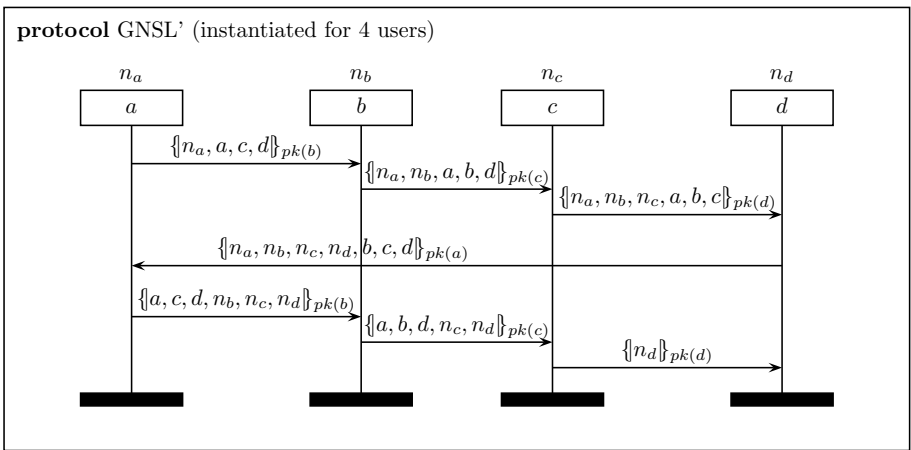 protocol GNSL’ (instantiated for 4 users)
n_a n_b n_c n_d
a b c d
{|n_a, a, c, d|}_{pk(b)}
{|n_a, n_b, a, b, d|}_{pk(c)}
{|n_a, n_b, n_c, a, b, c|}_{pk(d)}
{|n_a, n_b, n_c, n_d, b, c, d|}_{pk(a)}
{|a, c, d, n_b, n_c, n_d|}_{pk(b)}
{|a, b, d, n_c, n_d|}_{pk(c)}
{|n_d|}_{pk(d)}